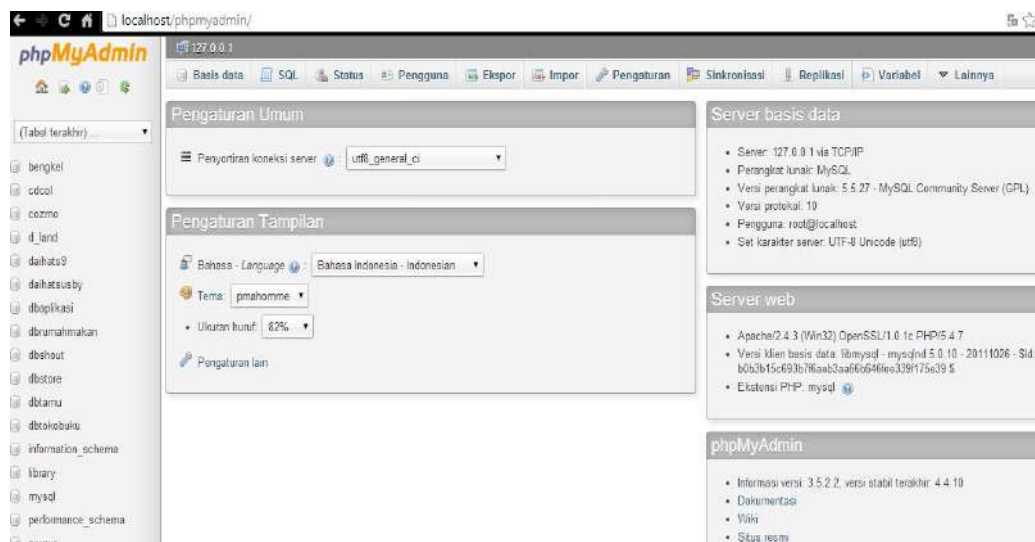 localhost/phpmyadmin/
phpMyAdmin
(Tabel terakhir) ...
bengkel
cdcol
cozmo
d_land
daihats9
daihatsusby
dbaplikasi
dbrumahmakan
dbshout
dbstore
dbtamu
dbtokobuku
information_schema
library
mysql
performance_schema
127.0.0.1
Basis data SQL Status Pengguna Ekspor Impor Pengaturan Sinkronisasi Replikasi Variabel Lainnya
Pengaturan Umum
Penyortiran koneksi server : utf8_general_ci
Pengaturan Tampilan
Bahasa - Language : Bahasa Indonesia - Indonesian
Tema: pmahomme
• Ukuran huruf: 82%
Pengaturan lain
Server basis data
• Server: 127.0.0.1 via TCP/IP
• Perangkat lunak: MySQL
• Versi perangkat lunak: 5.5.27 - MySQL Community Server (GPL)
• Versi protokol: 10
• Pengguna: root@localhost
• Set karakter server: UTF-8 Unicode (utf8)
Server web
• Apache/2.4.3 (Win32) OpenSSL/1.0.1c PHP/5.4.7
• Versi klien basis data: libmysql - mysqlnd 5.0.10 - 20111026 - $Id:
• Ekstensi PHP: mysql
phpMyAdmin
• Informasi versi: 3.5.2.2, versi stabil terakhir: 4.4.10
• Dokumentasi
• Wiki
• Situs resmi